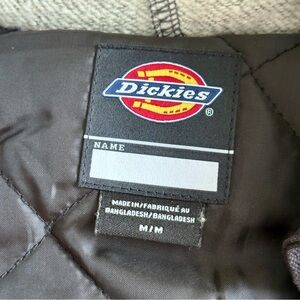 Dickies
®
NAME
MADE IN/FABRIQUÉ AU
BANGLADESH/BANGLADESH
M/M